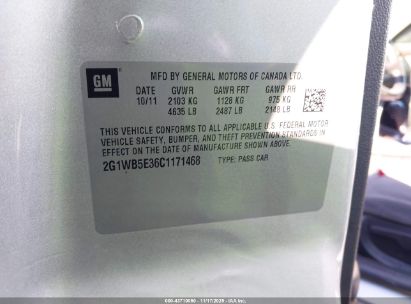 GM
MFD BY GENERAL MOTORS OF CANADA LTD.
DATE GVWR GAWR FRT GAWR RR
10/11 2103 KG 1128 KG 975 KG
4635 LB 2487 LB 2148 LB
THIS VEHICLE CONFORMS TO ALL APPLICABLE U.S. FEDERAL MOTOR
VEHICLE SAFETY, BUMPER, AND THEFT PREVENTION STANDARDS IN
EFFECT ON THE DATE OF MANUFACTURE SHOWN ABOVE.
2G1WB5E36C1171468 TYPE: PASS CAR